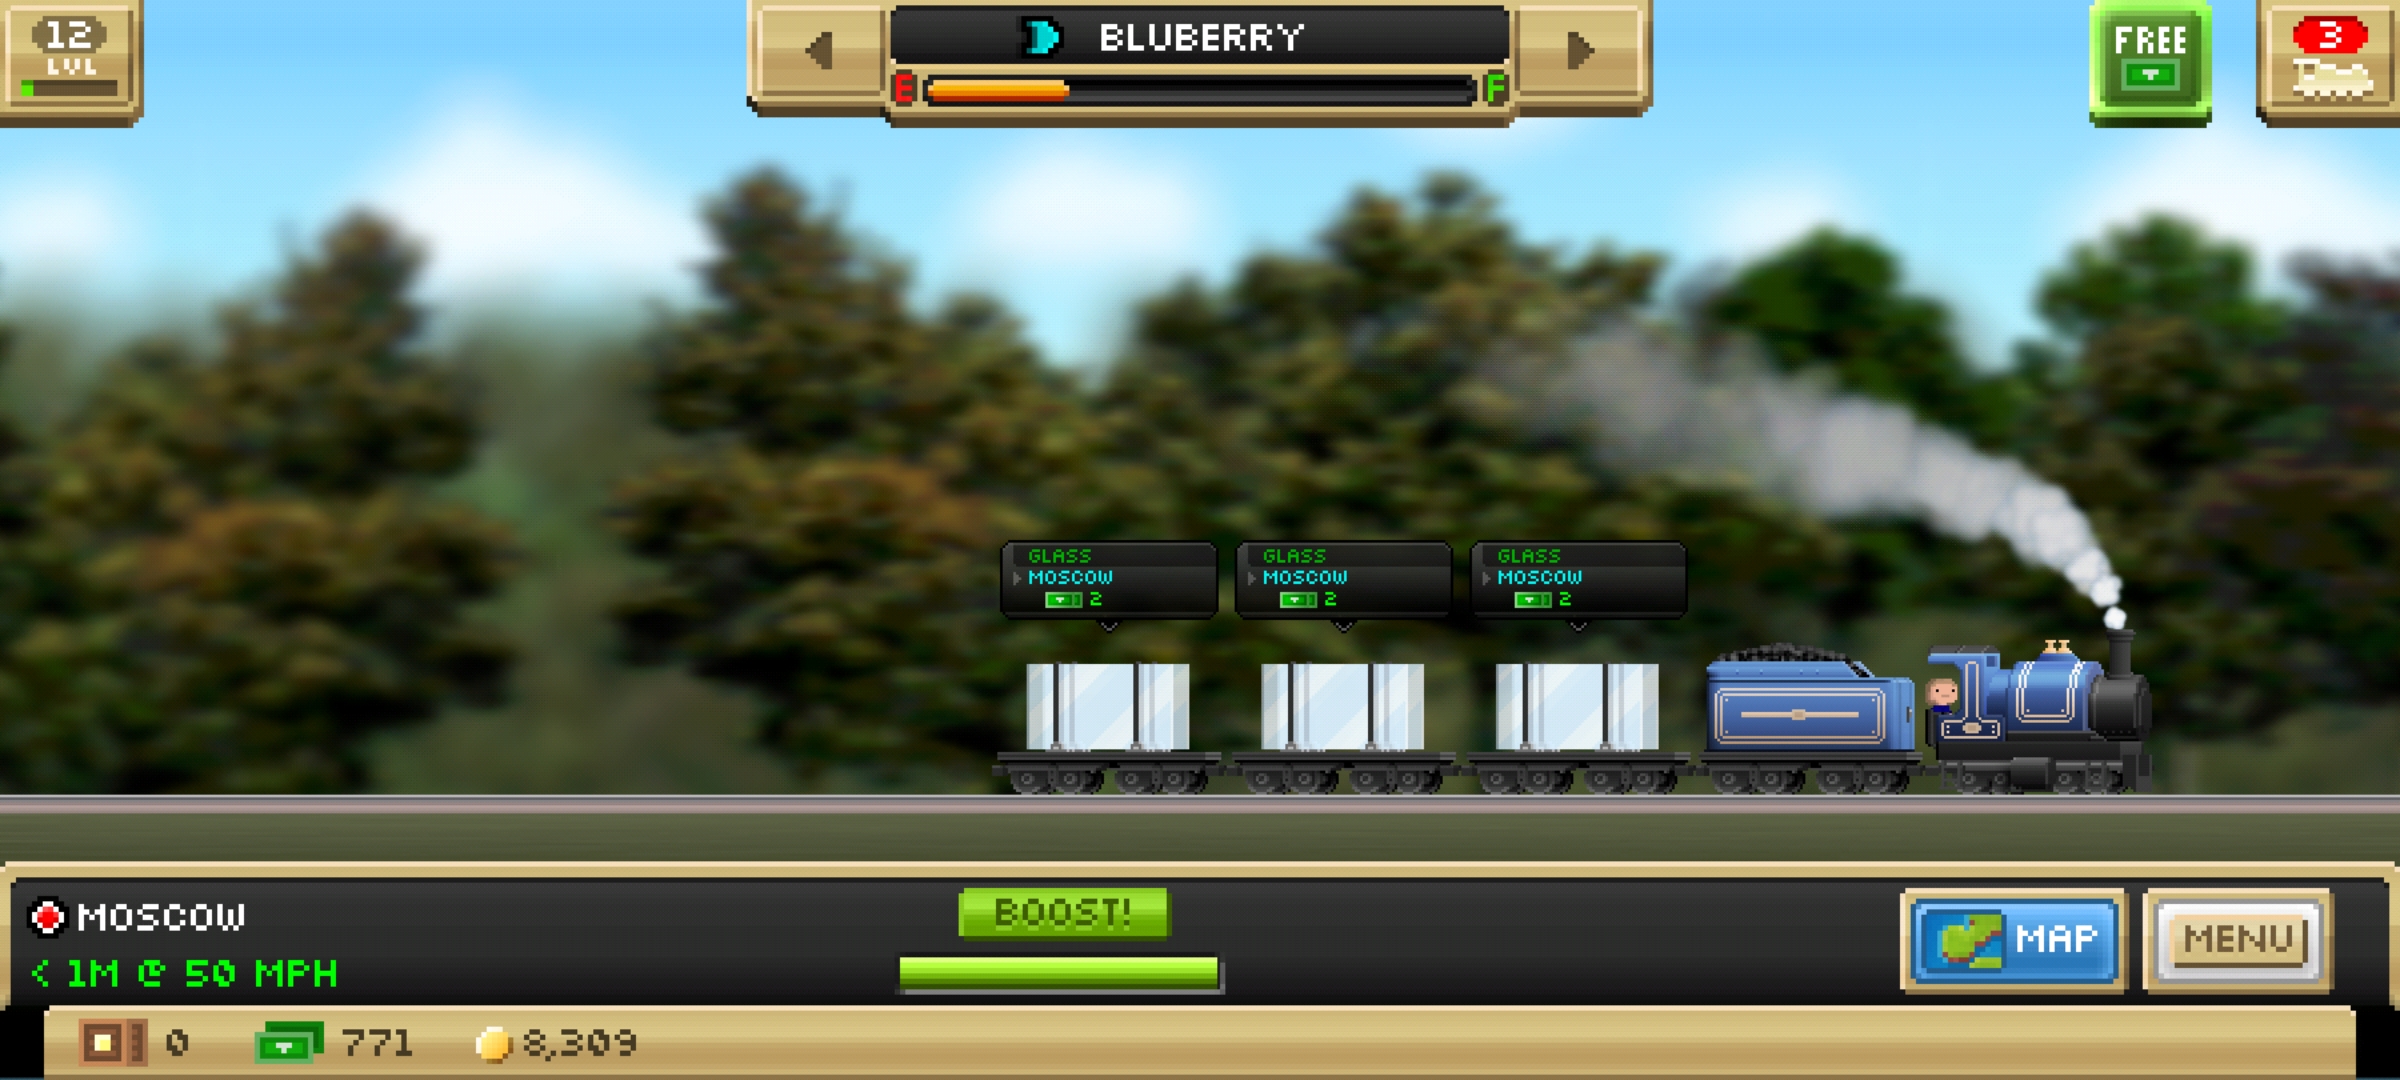 12
LVL
BLUBERRY
E F
FREE
3
GLASS
MOSCOW
2
GLASS
MOSCOW
2
GLASS
MOSCOW
2
MOSCOW
< 1M @ 50 MPH
BOOST!
MAP
MENU
0
771
8,309